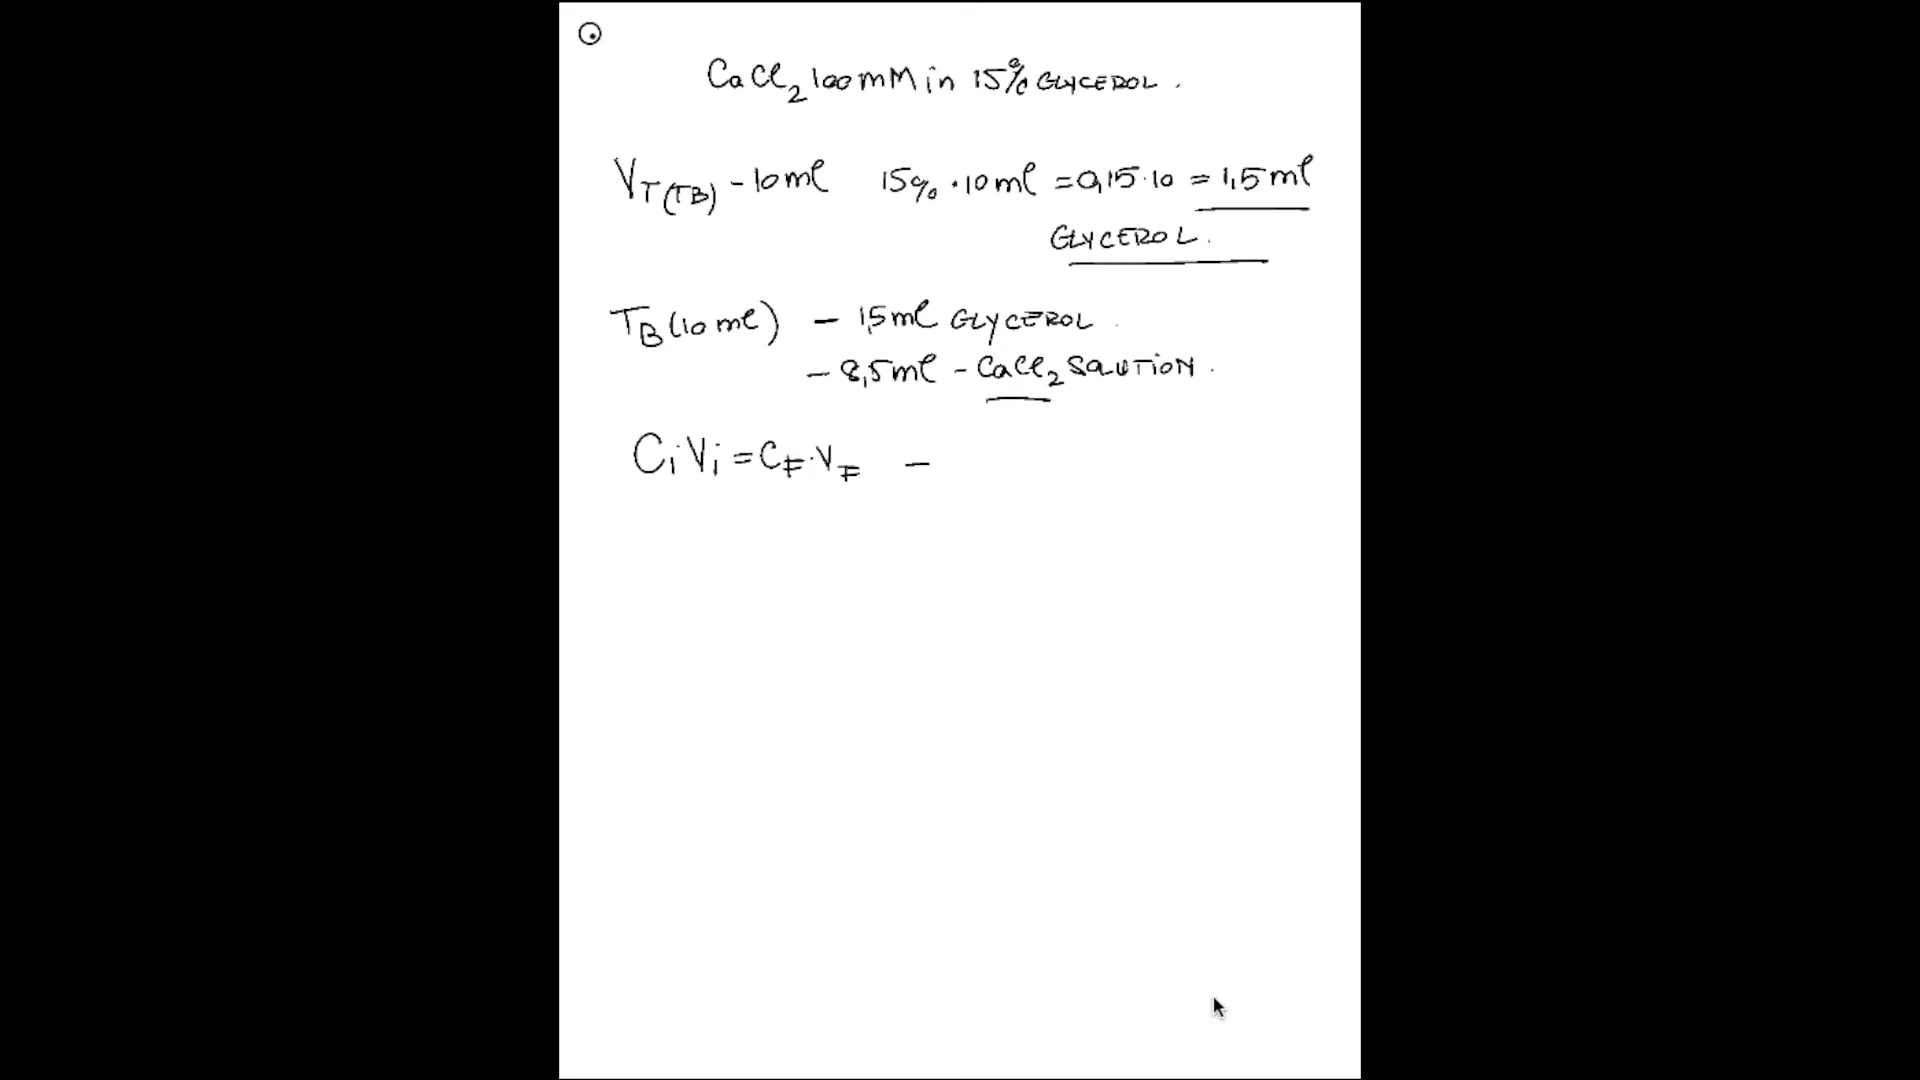 CaCl2 100mM in 15% GLYCEROL.
VT(TB) - 10ml 15% · 10ml = 0,15 · 10 = 1,5ml
GLYCEROL.
TB (10ml) - 1,5ml GLYCEROL.
- 8,5ml - CaCl2 SOLUTION.
CiVi = CF · VF -